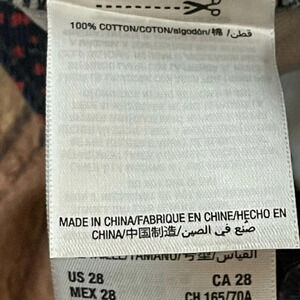 100% COTTON/COTON/algodón/棉/قطن
MADE IN CHINA/FABRIQUE EN CHINE/HECHO EN
CHINA/中国制造/صنع في الصين
US 28 CA 28
MEX 28 CH 165/70A